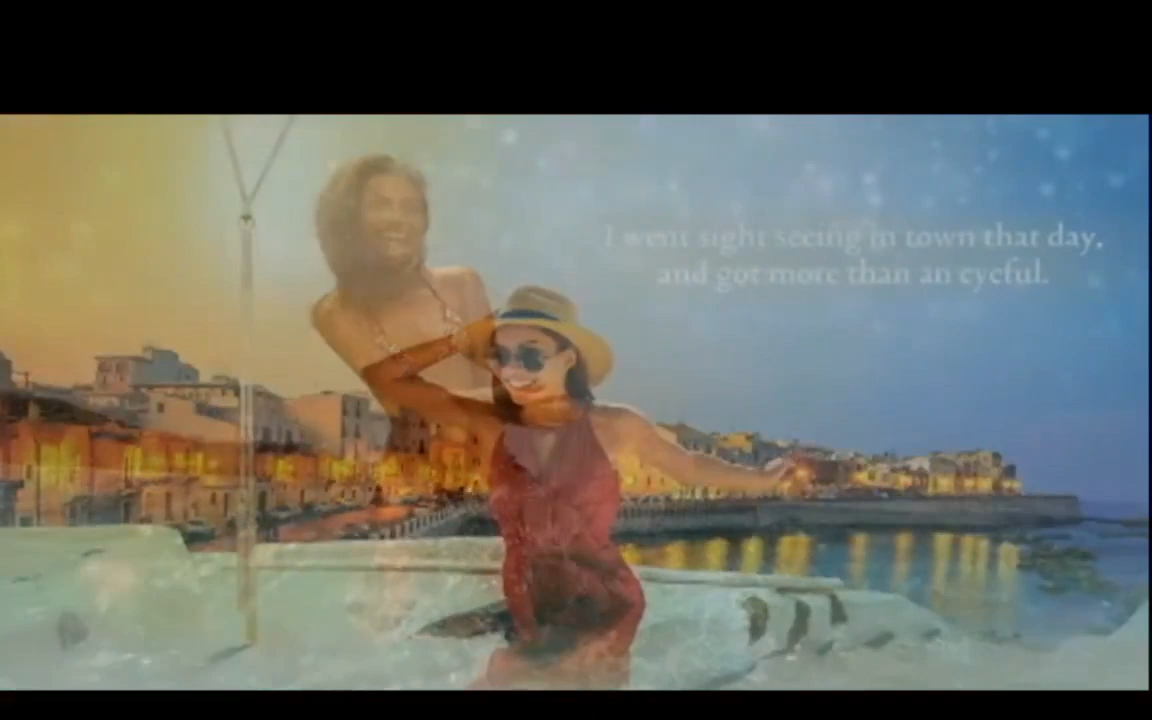 I went sight seeing in town that day,
and got more than an eyeful.